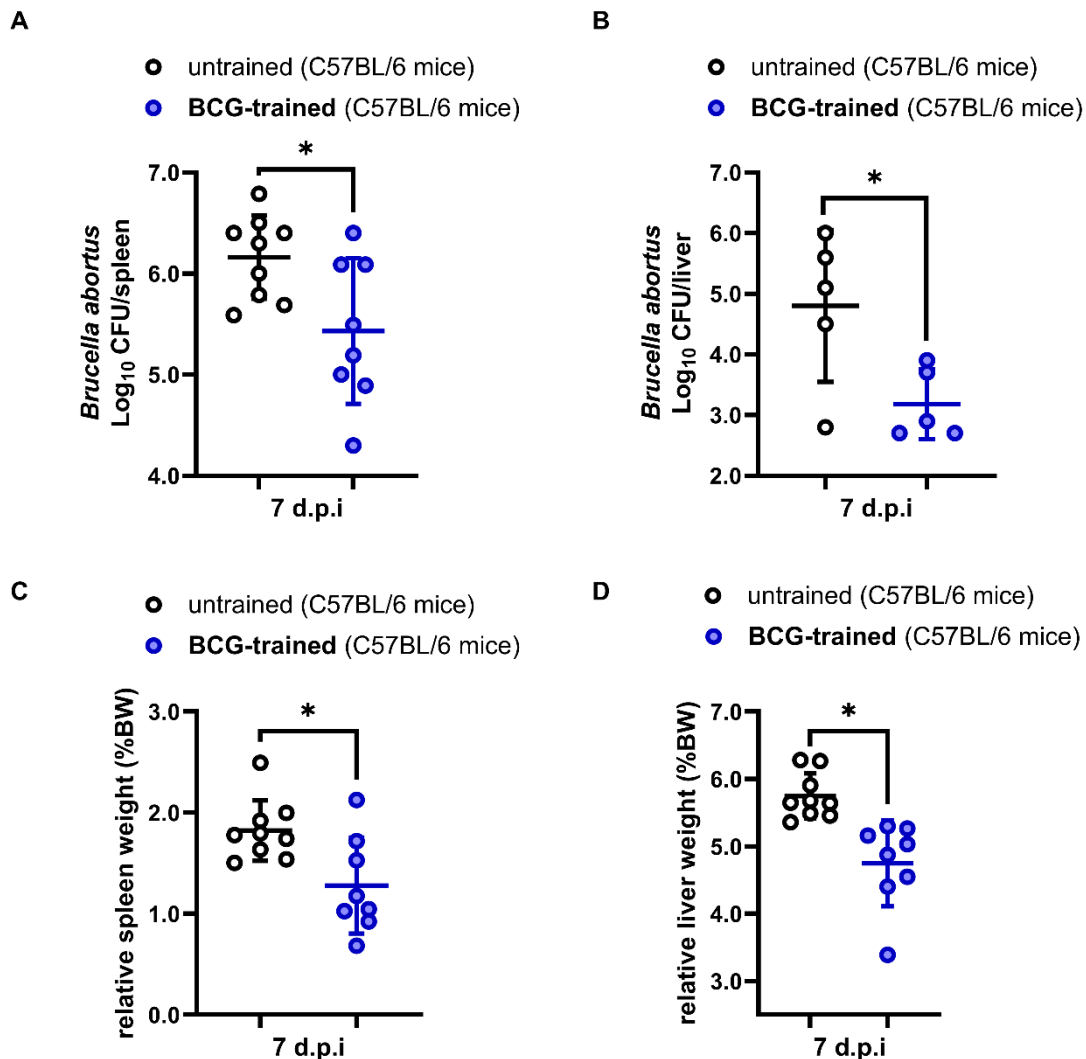 A
untrained (C57BL/6 mice)
BCG-trained (C57BL/6 mice)
*
Brucella abortus
Log₁₀ CFU/spleen
7.0
6.0
5.0
4.0
7 d.p.i
B
untrained (C57BL/6 mice)
BCG-trained (C57BL/6 mice)
*
Brucella abortus
Log₁₀ CFU/liver
7.0
6.0
5.0
4.0
3.0
2.0
7 d.p.i
C
untrained (C57BL/6 mice)
BCG-trained (C57BL/6 mice)
*
relative spleen weight (%BW)
3.0
2.0
1.0
0.0
7 d.p.i
D
untrained (C57BL/6 mice)
BCG-trained (C57BL/6 mice)
*
relative liver weight (%BW)
7.0
6.0
5.0
4.0
3.0
7 d.p.i